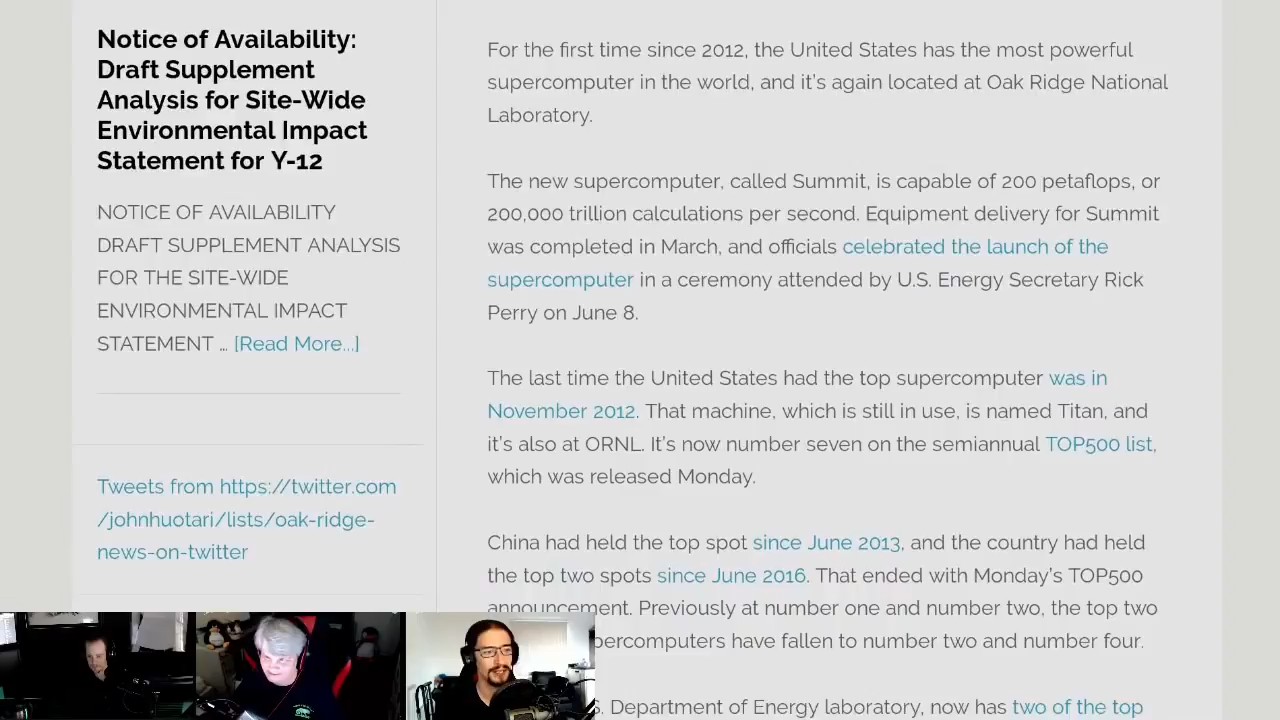 Notice of Availability:
Draft Supplement
Analysis for Site-Wide
Environmental Impact
Statement for Y-12
NOTICE OF AVAILABILITY
DRAFT SUPPLEMENT ANALYSIS
FOR THE SITE-WIDE
ENVIRONMENTAL IMPACT
STATEMENT … [Read More...]
Tweets from https://twitter.com
/johnhuotari/lists/oak-ridge-
news-on-twitter
For the first time since 2012, the United States has the most powerful
supercomputer in the world, and it's again located at Oak Ridge National
Laboratory.
The new supercomputer, called Summit, is capable of 200 petaflops, or
200,000 trillion calculations per second. Equipment delivery for Summit
was completed in March, and officials celebrated the launch of the
supercomputer in a ceremony attended by U.S. Energy Secretary Rick
Perry on June 8.
The last time the United States had the top supercomputer was in
November 2012. That machine, which is still in use, is named Titan, and
it's also at ORNL. It's now number seven on the semiannual TOP500 list,
which was released Monday.
China had held the top spot since June 2013, and the country had held
the top two spots since June 2016. That ended with Monday's TOP500
announcement. Previously at number one and number two, the top two
percomputers have fallen to number two and number four.
. Department of Energy laboratory, now has two of the top